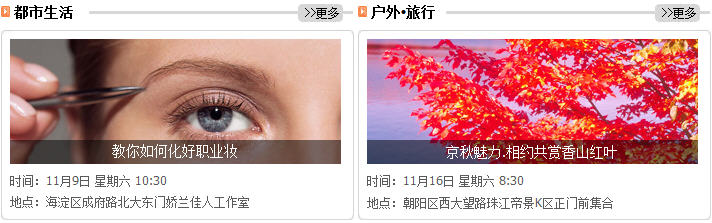 都市生活
>>更多
教你如何化好职业妆
时间：11月9日 星期六 10:30
地点：海淀区成府路北大东门娇兰佳人工作室
户外•旅行
>>更多
京秋魅力.相约共赏香山红叶
时间：11月16日 星期六 8:30
地点：朝阳区西大望路珠江帝景K区正门前集合